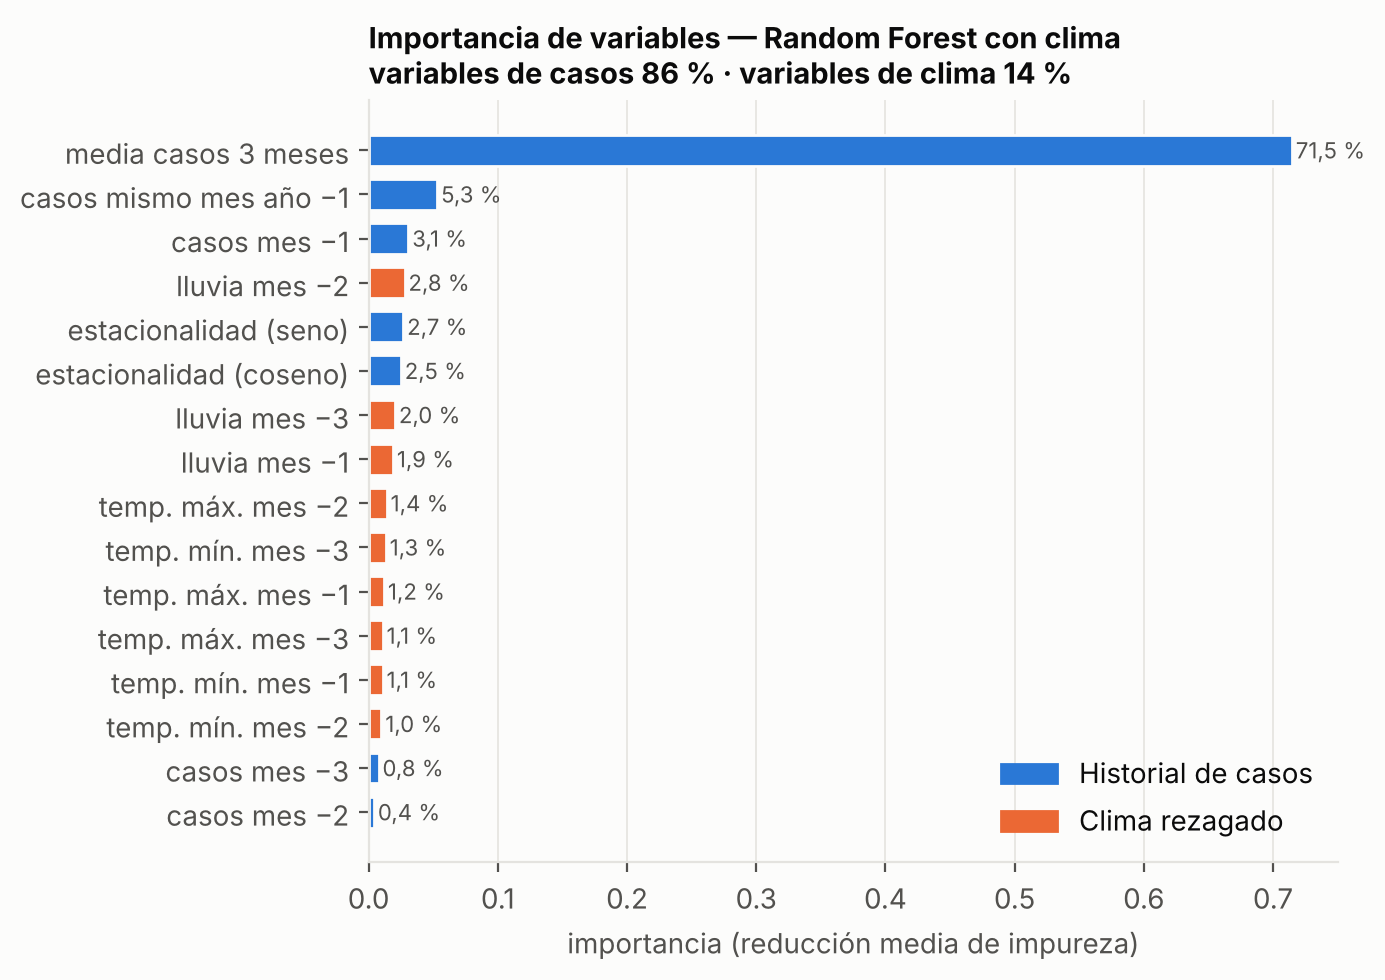 Importancia de variables — Random Forest con clima
variables de casos 86 % · variables de clima 14 %
media casos 3 meses 71,5 %
casos mismo mes año −1 5,3 %
casos mes −1 3,1 %
lluvia mes −2 2,8 %
estacionalidad (seno) 2,7 %
estacionalidad (coseno) 2,5 %
lluvia mes −3 2,0 %
lluvia mes −1 1,9 %
temp. máx. mes −2 1,4 %
temp. mín. mes −3 1,3 %
temp. máx. mes −1 1,2 %
temp. máx. mes −3 1,1 %
temp. mín. mes −1 1,1 %
temp. mín. mes −2 1,0 %
casos mes −3 0,8 %
casos mes −2 0,4 %
Historial de casos
Clima rezagado
0.0 0.1 0.2 0.3 0.4 0.5 0.6 0.7
importancia (reducción media de impureza)